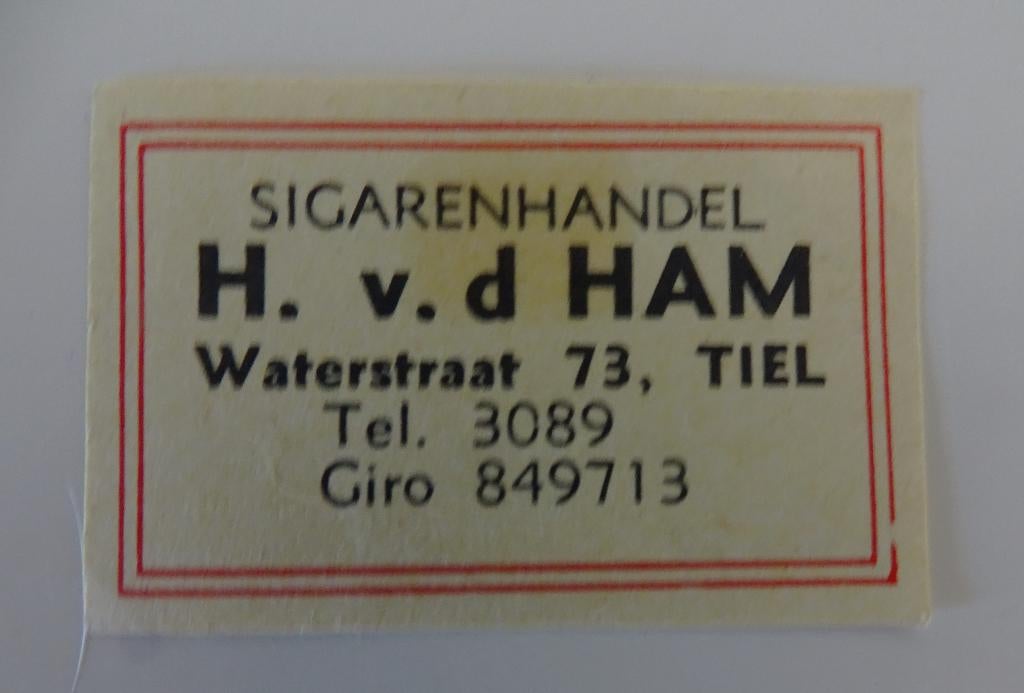 SIGARENHANDEL
H. v. d HAM
Waterstraat 73, TIEL
Tel. 3089
Giro 849713